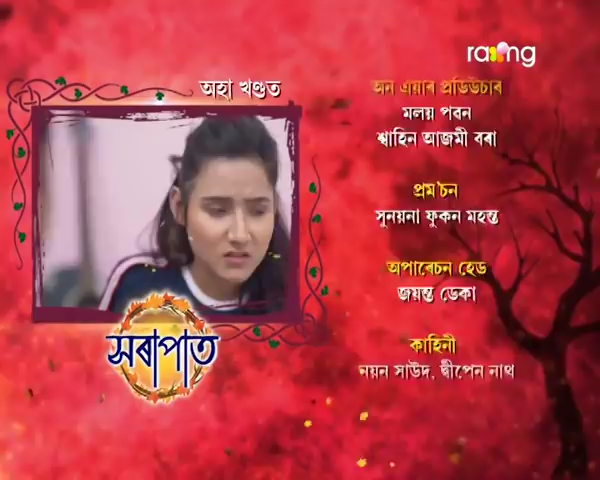 rang
অহা খণ্ডত
অন এয়াৰ প্ৰডিউচাৰ
মলয় পবন
শ্বাহিন আজমী বৰা
প্ৰম'চন
সুনয়না ফুকন মহন্ত
অপাৰেচন হেড
জয়ন্ত ডেকা
কাহিনী
নয়ন সাউদ, দ্বীপেন নাথ
সৰাপাত